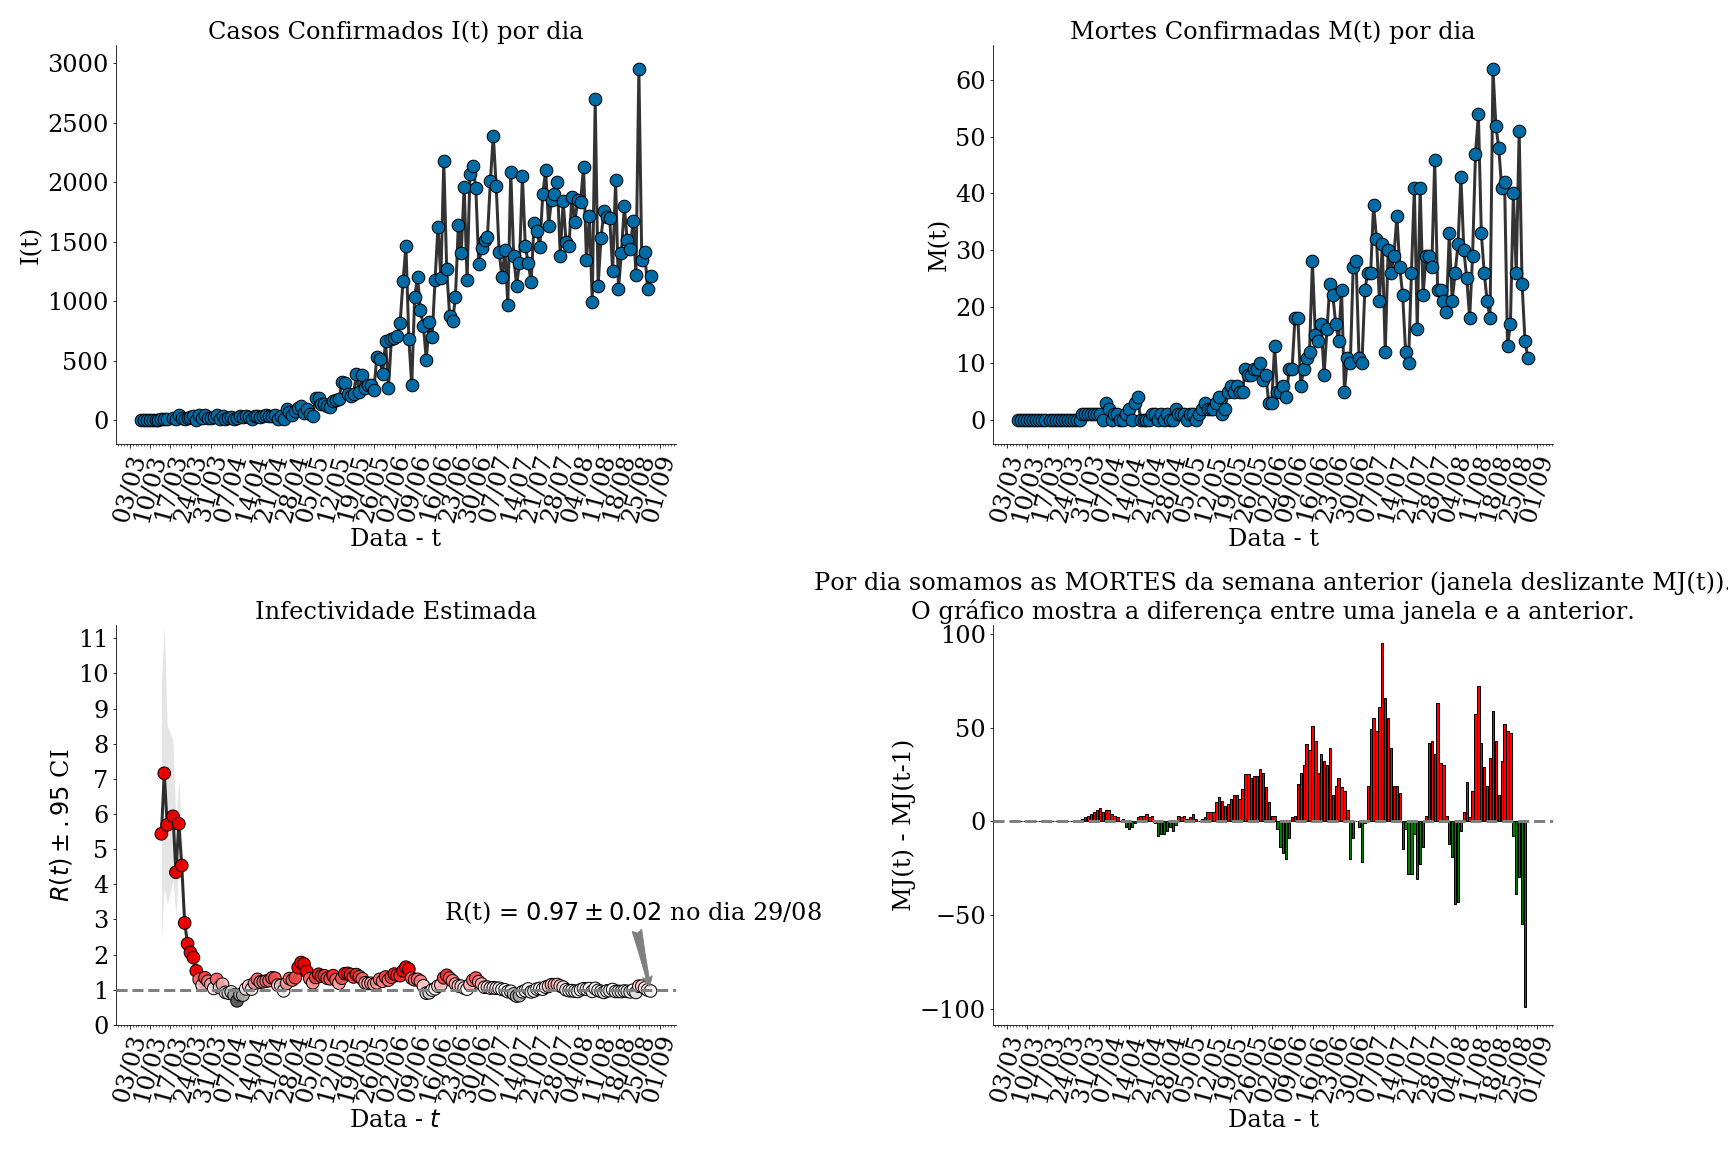 Casos Confirmados I(t) por dia
I(t)
3000
2500
2000
1500
1000
500
0
03/03 10/03 17/03 24/03 31/03 07/04 14/04 21/04 28/04 05/05 12/05 19/05 26/05 02/06 09/06 16/06 23/06 30/06 07/07 14/07 21/07 28/07 04/08 11/08 18/08 25/08 01/09
Data - t
Mortes Confirmadas M(t) por dia
M(t)
60
50
40
30
20
10
0
03/03 10/03 17/03 24/03 31/03 07/04 14/04 21/04 28/04 05/05 12/05 19/05 26/05 02/06 09/06 16/06 23/06 30/06 07/07 14/07 21/07 28/07 04/08 11/08 18/08 25/08 01/09
Data - t
Infectividade Estimada
R(t) ± .95 CI
11
10
9
8
7
6
5
4
3
2
1
0
R(t) = 0.97 ± 0.02 no dia 29/08
03/03 10/03 17/03 24/03 31/03 07/04 14/04 21/04 28/04 05/05 12/05 19/05 26/05 02/06 09/06 16/06 23/06 30/06 07/07 14/07 21/07 28/07 04/08 11/08 18/08 25/08 01/09
Data - t
Por dia somamos as MORTES da semana anterior (janela deslizante MJ(t)).
O gráfico mostra a diferença entre uma janela e a anterior.
MJ(t) - MJ(t-1)
100
50
0
−50
−100
03/03 10/03 17/03 24/03 31/03 07/04 14/04 21/04 28/04 05/05 12/05 19/05 26/05 02/06 09/06 16/06 23/06 30/06 07/07 14/07 21/07 28/07 04/08 11/08 18/08 25/08 01/09
Data - t